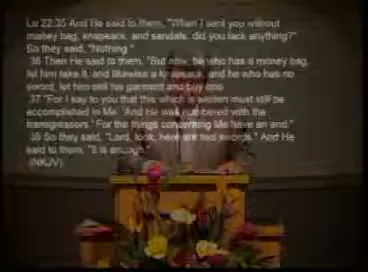 Lu 22:35 And He said to them, "When I sent you without
money bag, knapsack, and sandals, did you lack anything?"
So they said, "Nothing."
36 Then He said to them, "But now, he who has a money bag,
let him take it, and likewise a knapsack; and he who has no
sword, let him sell his garment and buy one.
37 "For I say to you that this which is written must still be
accomplished in Me: 'And He was numbered with the
transgressors.' For the things concerning Me have an end."
38 So they said, "Lord, look, here are two swords." And He
said to them, "It is enough."
(NKJV)